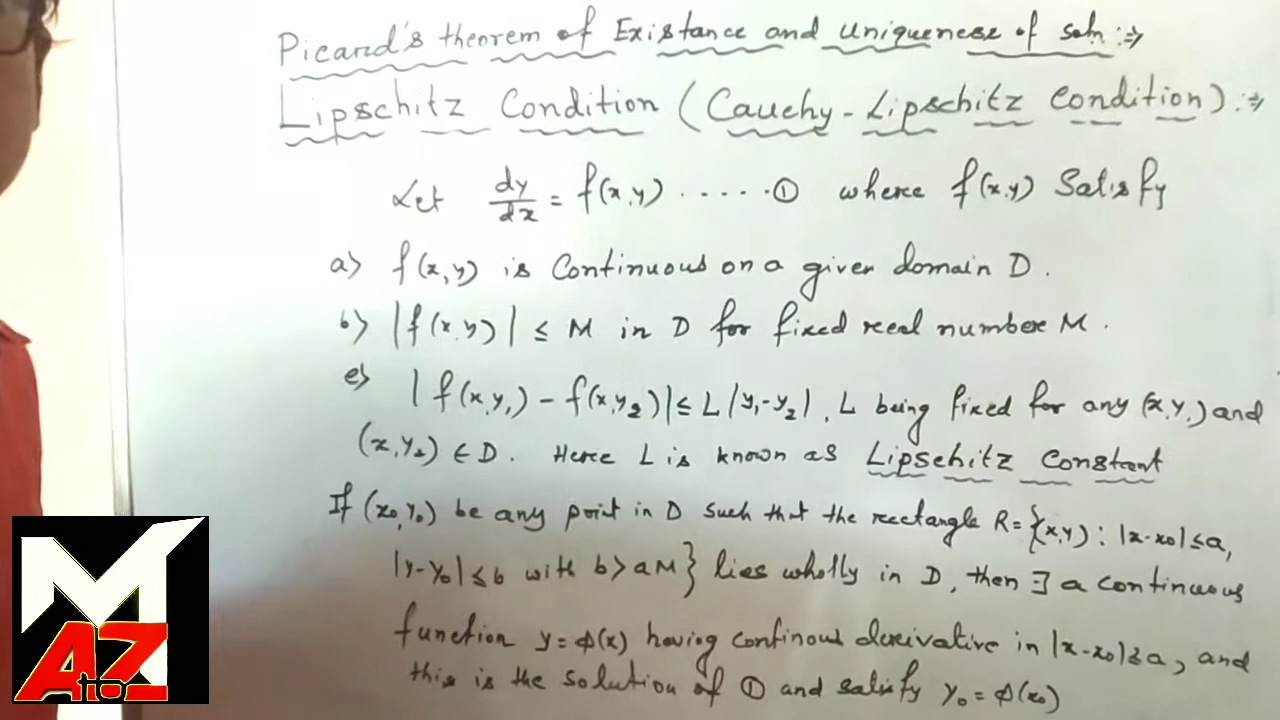 Picard's theorem of Existance and uniqueness of soln :⇒
Lipschitz Condition (Cauchy-Lipschitz Condition) :⇒
Let dy/dx = f(x,y) ······① where f(x,y) Satisfy
a) f(x,y) is Continuous on a given domain D.
b) |f(x,y)| ≤ M in D for fixed real number M.
c) |f(x,y₁) - f(x,y₂)| ≤ L|y₁-y₂|, L being fixed for any (x,y₁) and
(x,y₂) ∈ D. Here L is known as Lipschitz Constant
If (x₀,y₀) be any point in D such that the rectangle R={(x,y): |x-x₀|≤a,
|y-y₀|≤b with b>aM} lies wholly in D, then ∃ a continuous
function y=φ(x) having continous derivative in |x-x₀|≤a, and
this is the solution of ① and satisfy y₀=φ(x₀)
M
A to Z